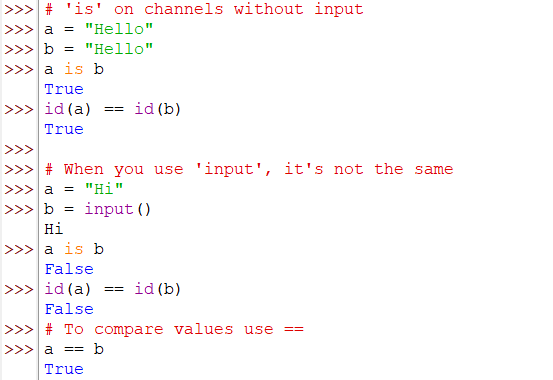 >>> # 'is' on channels without input
>>> a = "Hello"
>>> b = "Hello"
>>> a is b
True
>>> id(a) == id(b)
True
>>>
>>> # When you use 'input', it's not the same
>>> a = "Hi"
>>> b = input()
Hi
>>> a is b
False
>>> id(a) == id(b)
False
>>> # To compare values use ==
>>> a == b
True